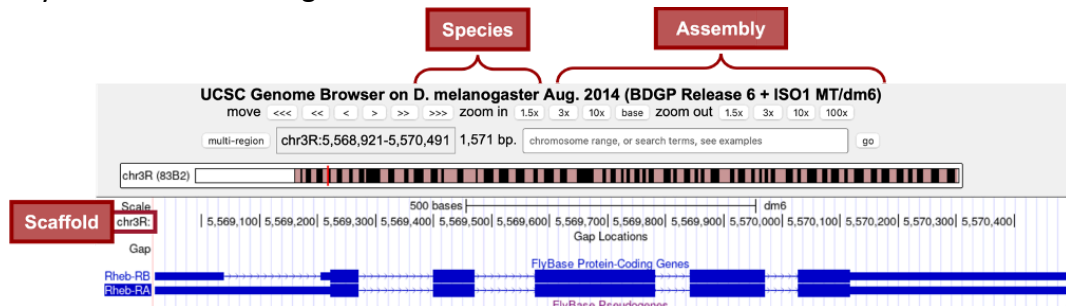 Species
Assembly
UCSC Genome Browser on D. melanogaster Aug. 2014 (BDGP Release 6 + ISO1 MT/dm6)
move <<< << < > >> >>> zoom in 1.5x 3x 10x base zoom out 1.5x 3x 10x 100x
multi-region chr3R:5,568,921-5,570,491 1,571 bp. chromosome range, or search terms, see examples go
chr3R (83B2)
Scale 500 bases dm6
Scaffold
chr3R: 5,569,100 5,569,200 5,569,300 5,569,400 5,569,500 5,569,600 5,569,700 5,569,800 5,569,900 5,570,000 5,570,100 5,570,200 5,570,300 5,570,400
Gap Locations
Gap
FlyBase Protein-Coding Genes
Rheb-RB
Rheb-RA
FlyBase Pseudogenes